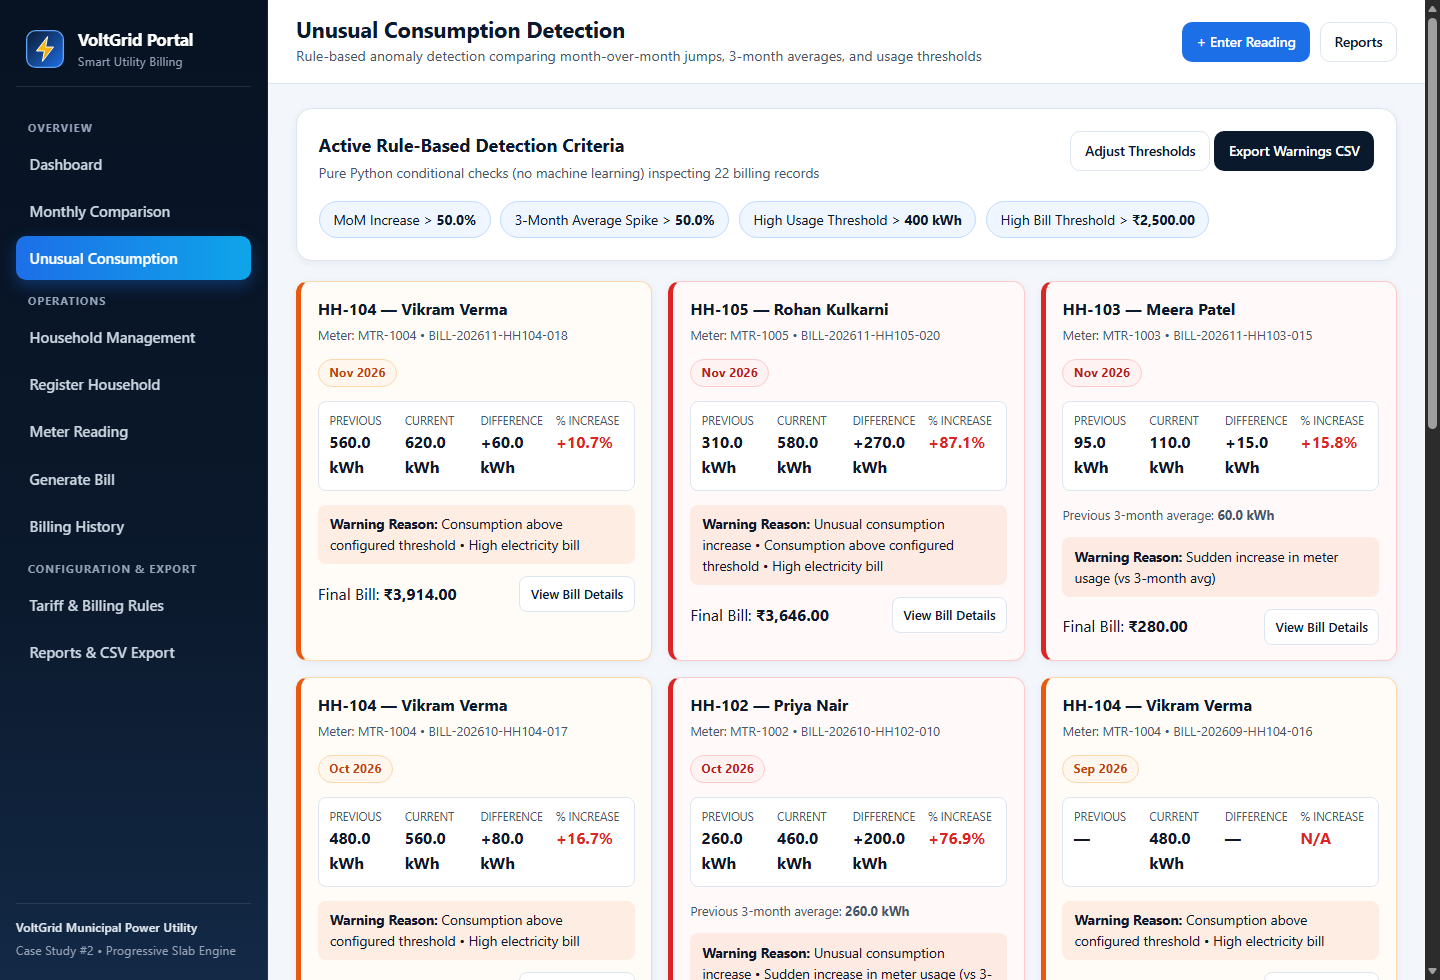 VoltGrid Portal
Smart Utility Billing
OVERVIEW
Dashboard
Monthly Comparison
Unusual Consumption
OPERATIONS
Household Management
Register Household
Meter Reading
Generate Bill
Billing History
CONFIGURATION & EXPORT
Tariff & Billing Rules
Reports & CSV Export
VoltGrid Municipal Power Utility
Case Study #2 • Progressive Slab Engine
Unusual Consumption Detection
Rule-based anomaly detection comparing month-over-month jumps, 3-month averages, and usage thresholds
+ Enter Reading
Reports
Active Rule-Based Detection Criteria
Pure Python conditional checks (no machine learning) inspecting 22 billing records
Adjust Thresholds
Export Warnings CSV
MoM Increase > 50.0%
3-Month Average Spike > 50.0%
High Usage Threshold > 400 kWh
High Bill Threshold > ₹2,500.00
HH-104 — Vikram Verma
Meter: MTR-1004 • BILL-202611-HH104-018
Nov 2026
PREVIOUS CURRENT DIFFERENCE % INCREASE
560.0 620.0 +60.0 +10.7%
kWh kWh kWh
Warning Reason: Consumption above
configured threshold • High electricity bill
Final Bill: ₹3,914.00
View Bill Details
HH-105 — Rohan Kulkarni
Meter: MTR-1005 • BILL-202611-HH105-020
Nov 2026
PREVIOUS CURRENT DIFFERENCE % INCREASE
310.0 580.0 +270.0 +87.1%
kWh kWh kWh
Warning Reason: Unusual consumption
increase • Consumption above configured
threshold • High electricity bill
Final Bill: ₹3,646.00
View Bill Details
HH-103 — Meera Patel
Meter: MTR-1003 • BILL-202611-HH103-015
Nov 2026
PREVIOUS CURRENT DIFFERENCE % INCREASE
95.0 110.0 +15.0 +15.8%
kWh kWh kWh
Previous 3-month average: 60.0 kWh
Warning Reason: Sudden increase in meter
usage (vs 3-month avg)
Final Bill: ₹280.00
View Bill Details
HH-104 — Vikram Verma
Meter: MTR-1004 • BILL-202610-HH104-017
Oct 2026
PREVIOUS CURRENT DIFFERENCE % INCREASE
480.0 560.0 +80.0 +16.7%
kWh kWh kWh
Warning Reason: Consumption above
configured threshold • High electricity bill
HH-102 — Priya Nair
Meter: MTR-1002 • BILL-202610-HH102-010
Oct 2026
PREVIOUS CURRENT DIFFERENCE % INCREASE
260.0 460.0 +200.0 +76.9%
kWh kWh kWh
Previous 3-month average: 260.0 kWh
Warning Reason: Unusual consumption
increase • Sudden increase in meter usage (vs 3-
HH-104 — Vikram Verma
Meter: MTR-1004 • BILL-202609-HH104-016
Sep 2026
PREVIOUS CURRENT DIFFERENCE % INCREASE
— 480.0 — N/A
kWh
Warning Reason: Consumption above
configured threshold • High electricity bill